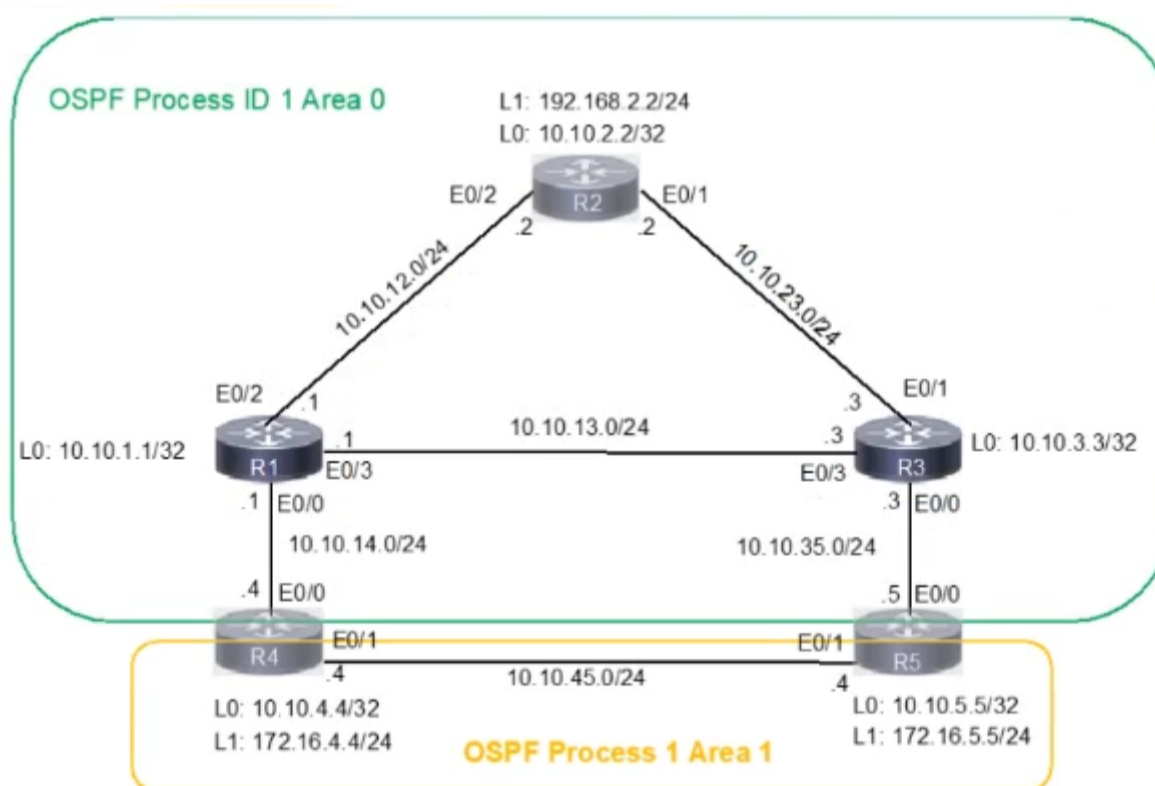 OSPF Process ID 1 Area 0
L1: 192.168.2.2/24
L0: 10.10.2.2/32
E0/2
R2
E0/1
.2
.2
10.10.12.0/24
10.10.23.0/24
E0/2
.1
E0/1
.3
L0: 10.10.1.1/32
R1
.1
E0/3
10.10.13.0/24
.3
E0/3
R3
L0: 10.10.3.3/32
.1
E0/0
.3
E0/0
10.10.14.0/24
10.10.35.0/24
.4
E0/0
.5
E0/0
R4
E0/1
.4
10.10.45.0/24
E0/1
.4
R5
L0: 10.10.4.4/32
L1: 172.16.4.4/24
L0: 10.10.5.5/32
L1: 172.16.5.5/24
OSPF Process 1 Area 1